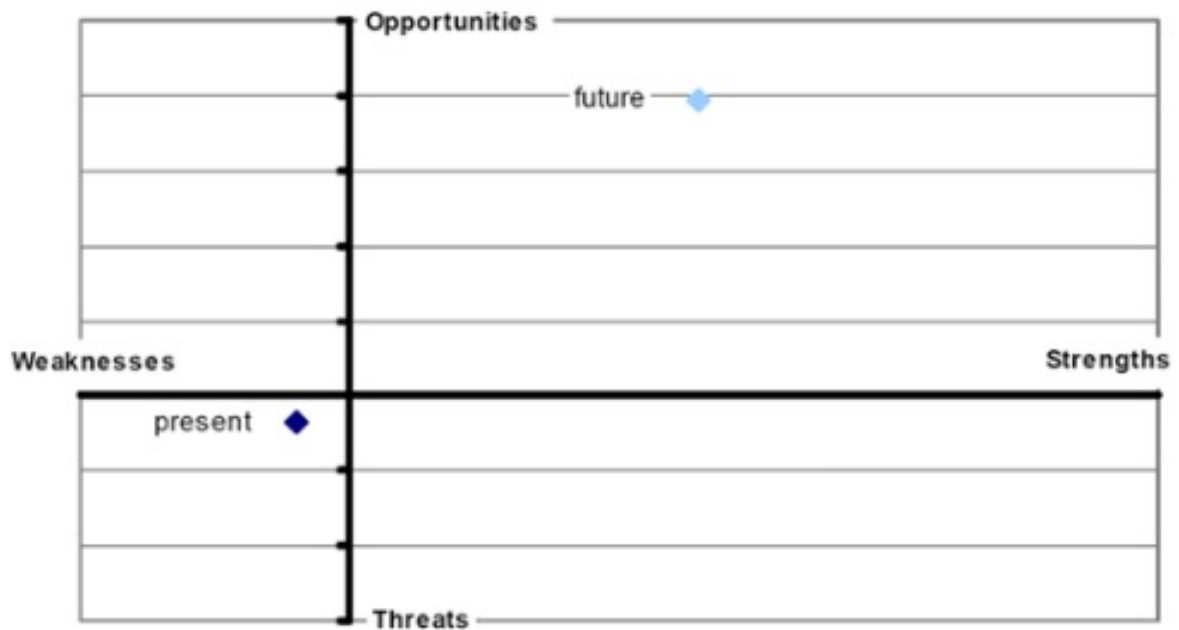 Opportunities
future
Weaknesses
Strengths
present
Threats